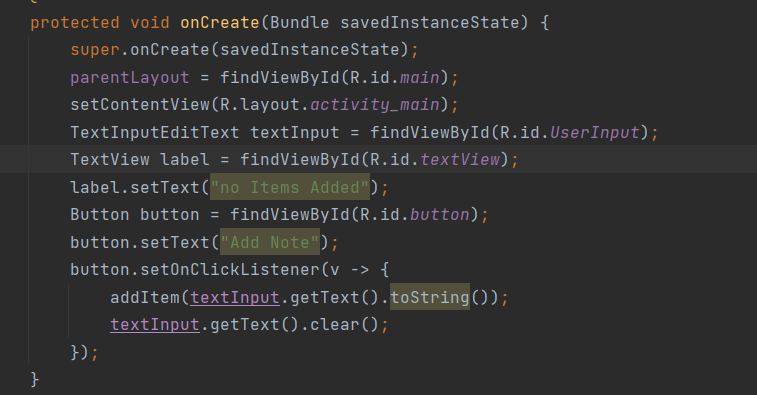 protected void onCreate(Bundle savedInstanceState) {
super.onCreate(savedInstanceState);
parentLayout = findViewById(R.id.main);
setContentView(R.layout.activity_main);
TextInputEditText textInput = findViewById(R.id.UserInput);
TextView label = findViewById(R.id.textView);
label.setText("no Items Added");
Button button = findViewById(R.id.button);
button.setText("Add Note");
button.setOnClickListener(v -> {
addItem(textInput.getText().toString());
textInput.getText().clear();
});
}